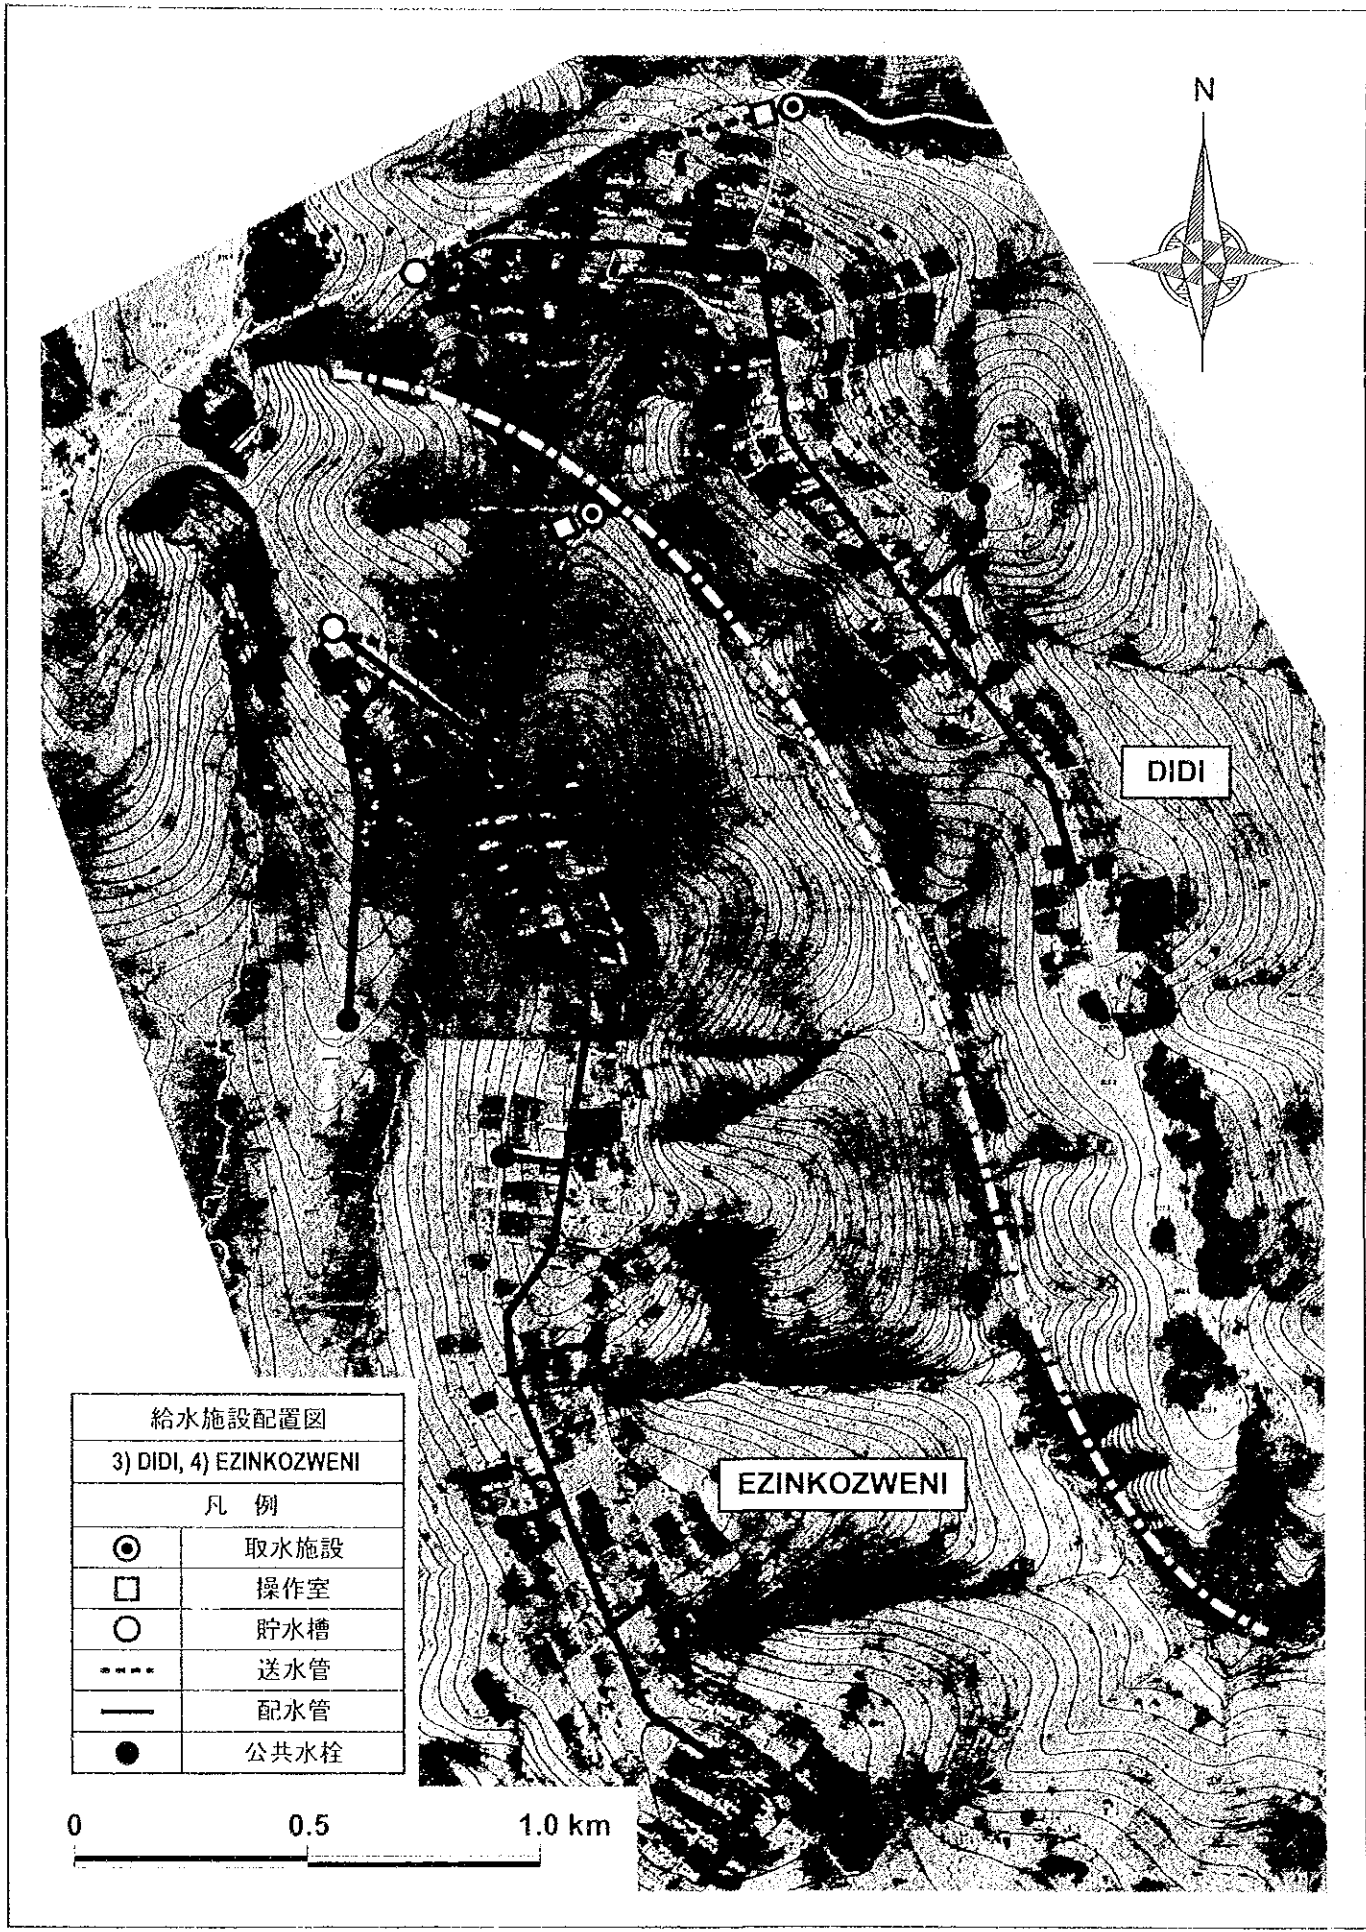 N
DIDI
EZINKOZWENI
給水施設配置図
3) DIDI, 4) EZINKOZWENI
凡 例
取水施設
操作室
貯水槽
送水管
配水管
公共水栓
0 0.5 1.0 km